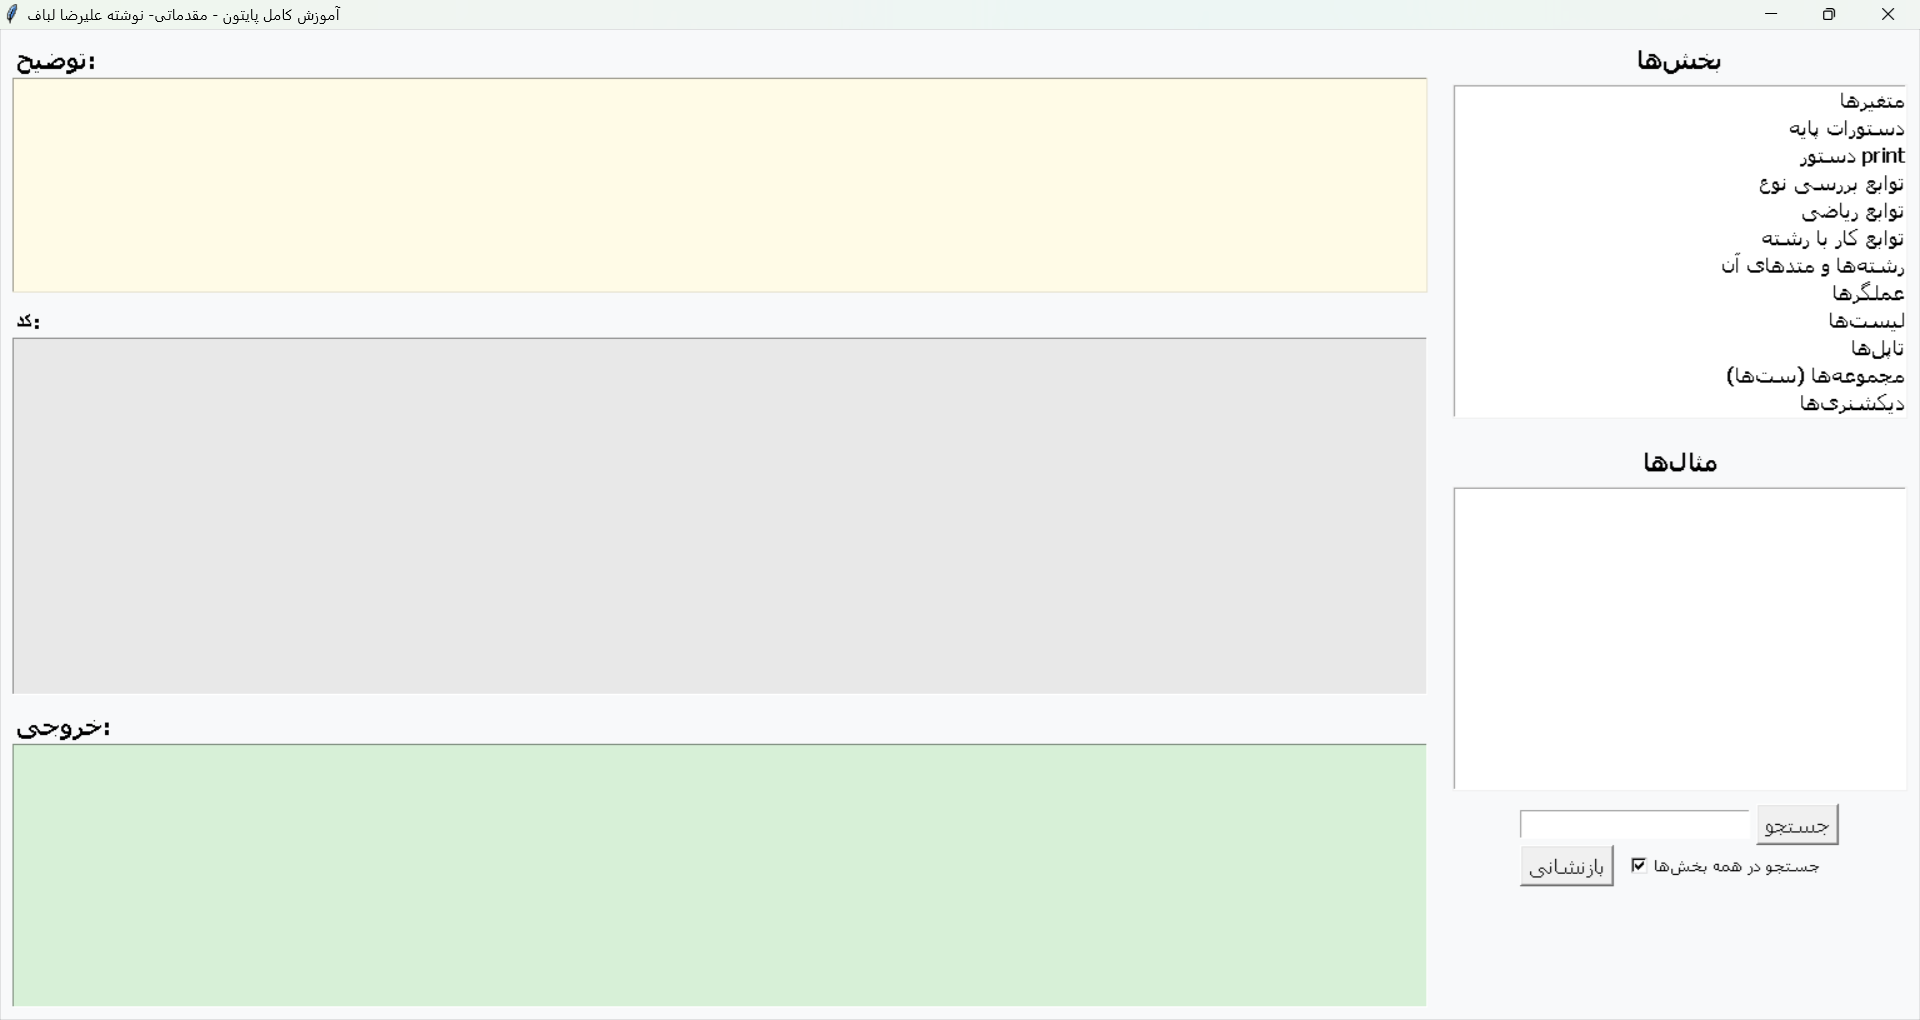 آموزش کامل پایتون - مقدماتی- نوشته علیرضا لباف
بخش‌ها
متغیرها
دستورات پایه
print دستور
توابع بررسی نوع
توابع ریاضی
توابع کار با رشته
رشته‌ها و متدهای آن
عملگرها
لیست‌ها
تاپل‌ها
مجموعه‌ها (ست‌ها)
دیکشنری‌ها
مثال‌ها
جستجو
جستجو در همه بخش‌ها
بازنشانی
توضیح:
کد:
خروجی: